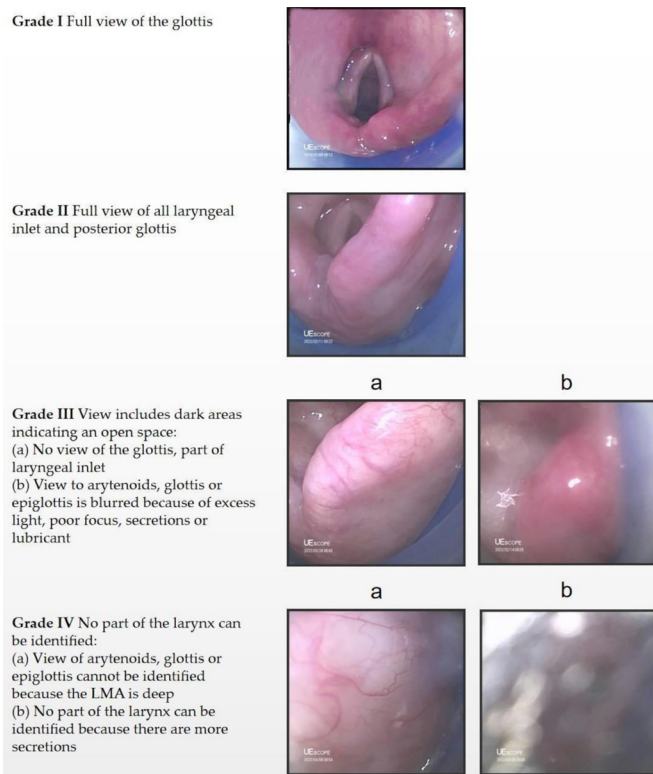 Grade I Full view of the glottis
UESCOPE
Grade II Full view of all laryngeal
inlet and posterior glottis
UESCOPE
a
b
Grade III View includes dark areas
indicating an open space:
(a) No view of the glottis, part of
laryngeal inlet
(b) View to arytenoids, glottis or
epiglottis is blurred because of excess
light, poor focus, secretions or
lubricant
UESCOPE
UESCOPE
a
b
Grade IV No part of the larynx can
be identified:
(a) View of arytenoids, glottis or
epiglottis cannot be identified
because the LMA is deep
(b) No part of the larynx can be
identified because there are more
secretions
UESCOPE
UESCOPE